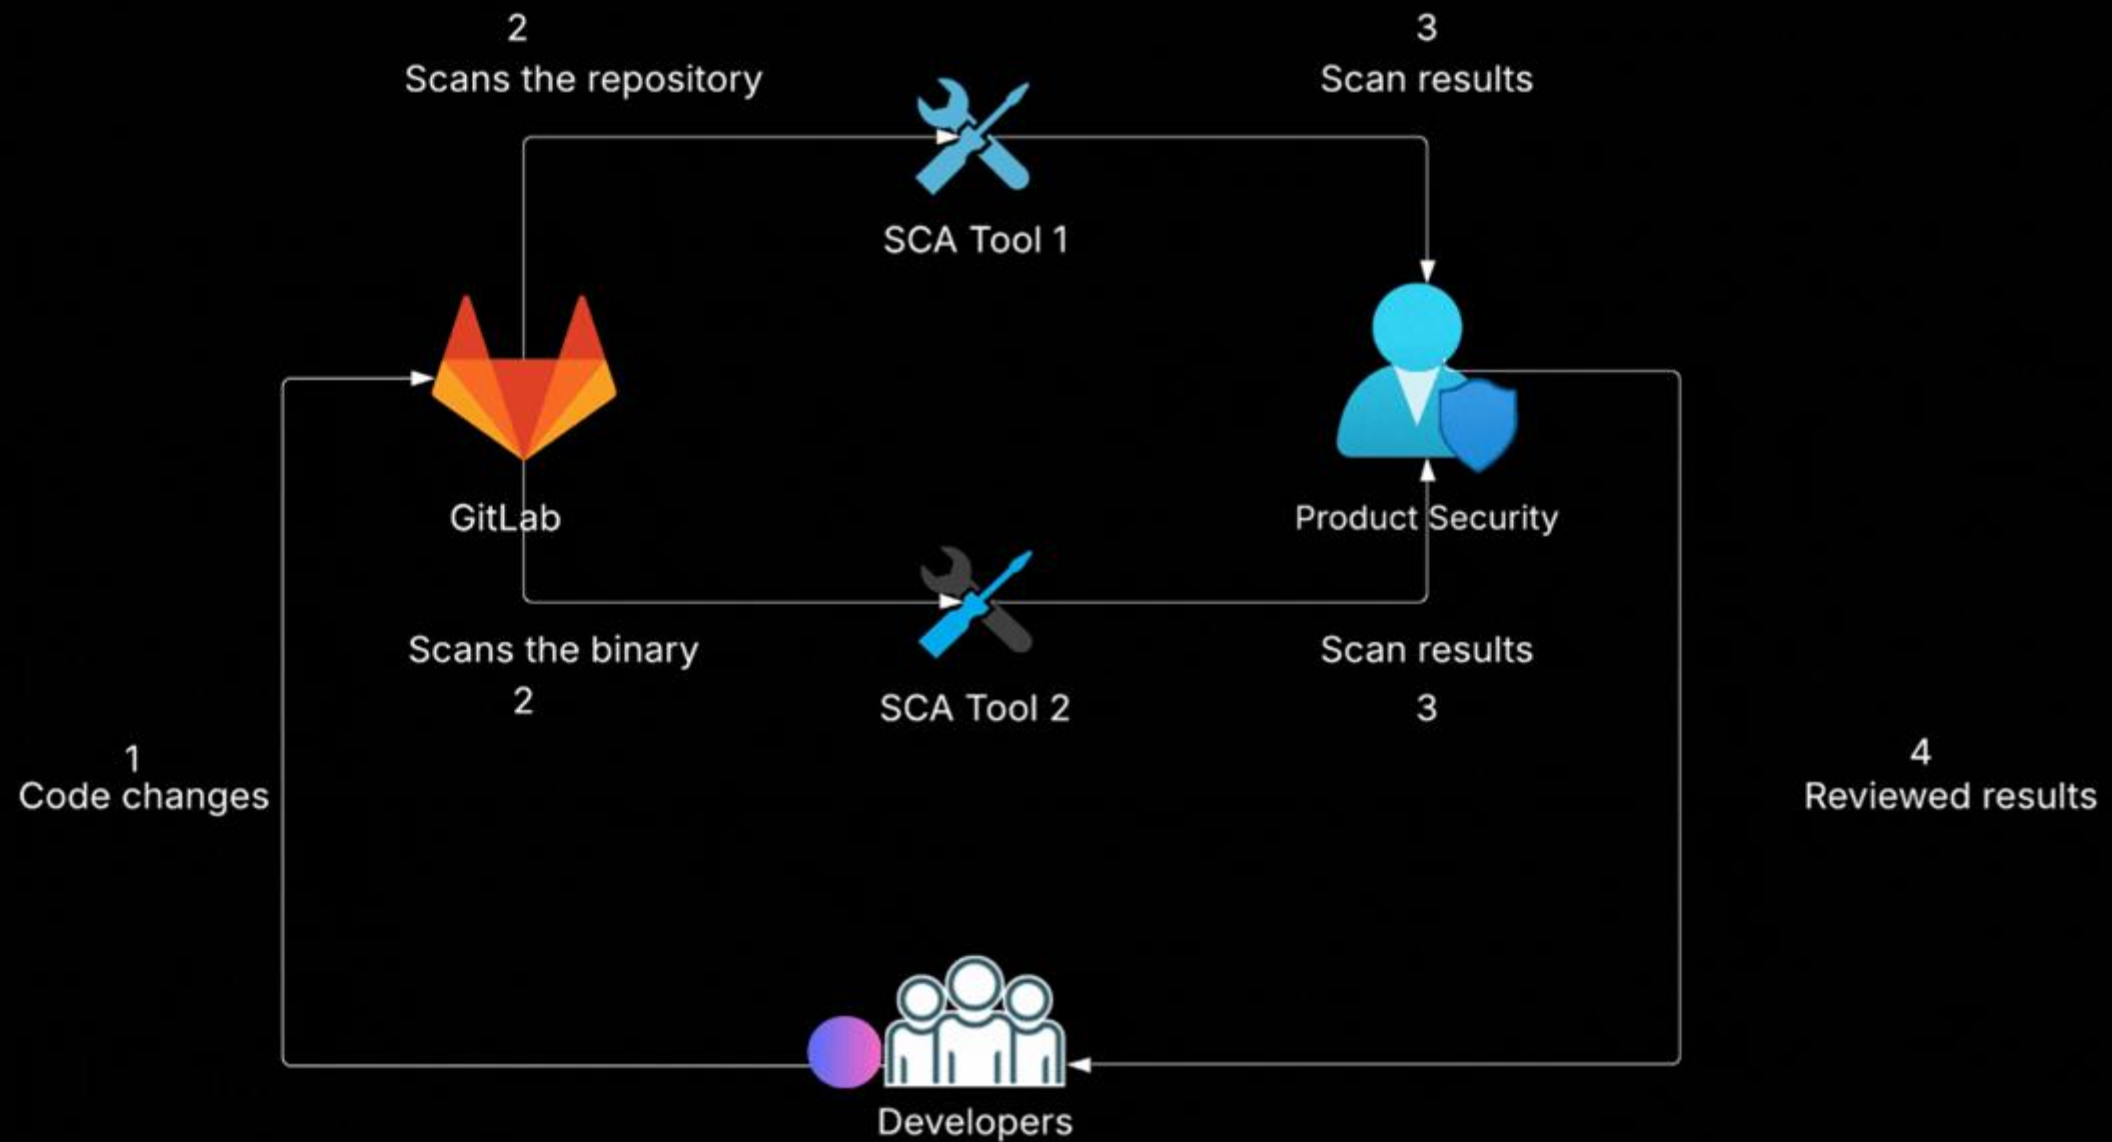 2
3
Scans the repository
Scan results
SCA Tool 1
GitLab
Product Security
Scans the binary
Scan results
2
SCA Tool 2
3
1
4
Code changes
Reviewed results
Developers